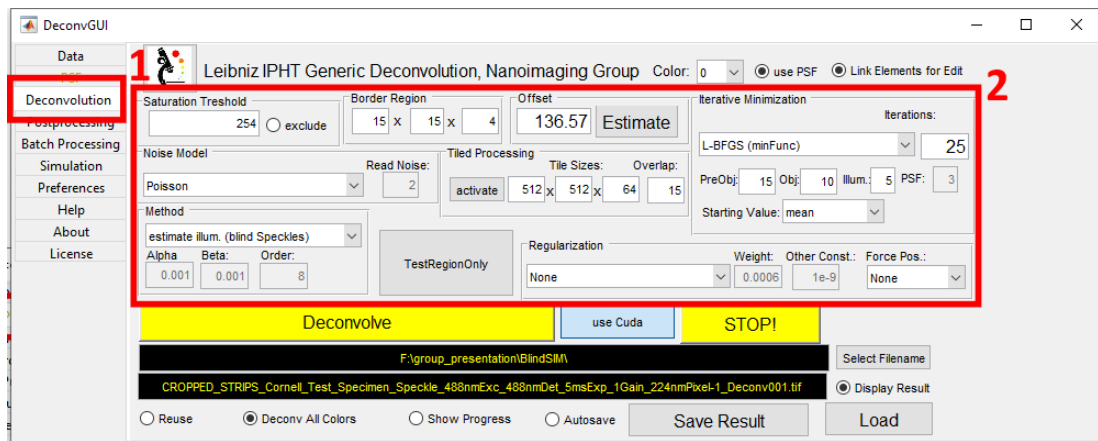 DeconvGUI
Data
PSF
Deconvolution
Postprocessing
Batch Processing
Simulation
Preferences
Help
About
License
1
2
Leibniz IPHT Generic Deconvolution, Nanoimaging Group Color: 0 use PSF Link Elements for Edit
Saturation Treshold
254 exclude
Border Region
15 X 15 x 4
Offset
136.57 Estimate
Iterative Minimization
Iterations:
L-BFGS (minFunc) 25
PreObj: 15 Obj: 10 Illum.: 5 PSF: 3
Starting Value: mean
Noise Model
Read Noise:
Poisson 2
Tiled Processing
Tile Sizes: Overlap:
activate 512 x 512 x 64 15
Method
estimate illum. (blind Speckles)
Alpha Beta: Order:
0.001 0.001 8
TestRegionOnly
Regularization
Weight: Other Const.: Force Pos.:
None 0.0006 1e-9 None
Deconvolve use Cuda STOP!
F:\group_presentation\BlindSIM\ Select Filename
CROPPED_STRIPS_Cornell_Test_Specimen_Speckle_488nmExc_488nmDet_5msExp_1Gain_224nmPixel-1_Deconv001.tif Display Result
Reuse Deconv All Colors Show Progress Autosave Save Result Load